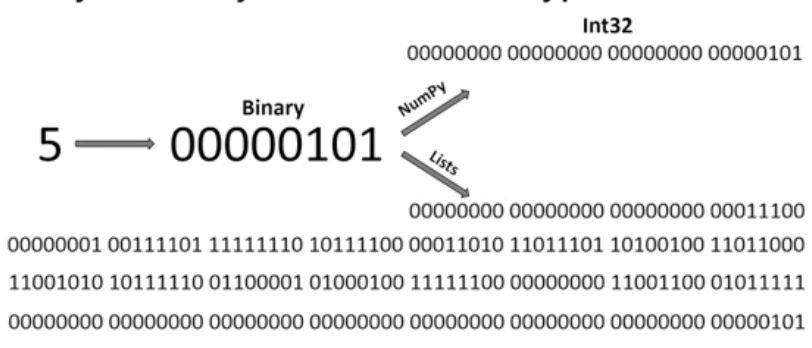 Int32
00000000 00000000 00000000 00000101
NumPy
Binary
5 00000101
Lists
00000000 00000000 00000000 00011100
00000001 00111101 11111110 10111100 00011010 11011101 10100100 11011000
11001010 10111110 01100001 01000100 11111100 00000000 11001100 01011111
00000000 00000000 00000000 00000000 00000000 00000000 00000000 00000101